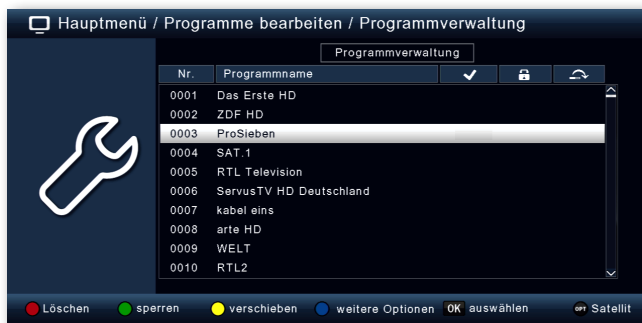 Hauptmenü / Programme bearbeiten / Programmverwaltung
Programmverwaltung
Nr. Programmname
0001 Das Erste HD
0002 ZDF HD
0003 ProSieben
0004 SAT.1
0005 RTL Television
0006 ServusTV HD Deutschland
0007 kabel eins
0008 arte HD
0009 WELT
0010 RTL2
Löschen sperren verschieben weitere Optionen OK auswählen OPT Satellit